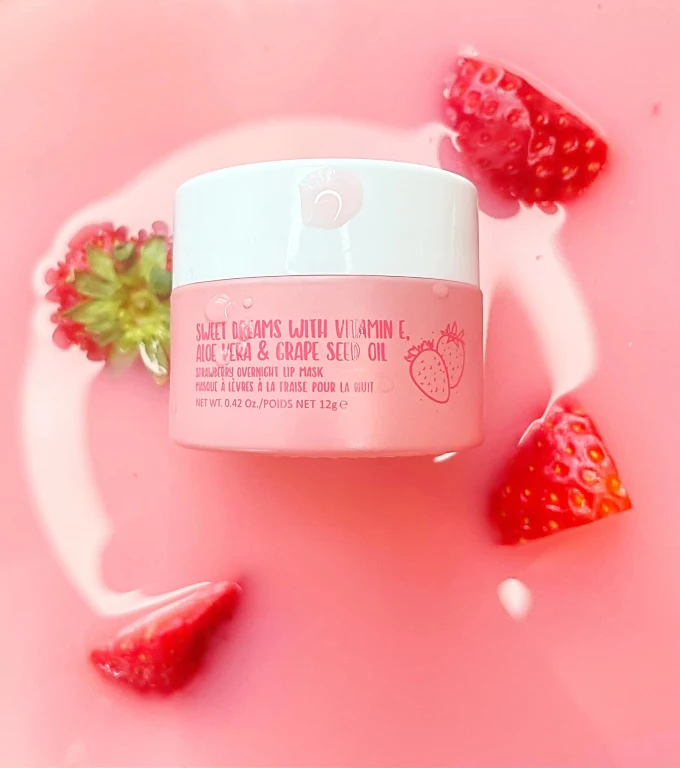 SWEET DREAMS WITH VITAMIN E,
ALOE VERA & GRAPE SEED OIL
STRAWBERRY OVERNIGHT LIP MASK
MASQUE À LÈVRES À LA FRAISE POUR LA NUIT
NET WT. 0.42 Oz./POIDS NET 12g℮